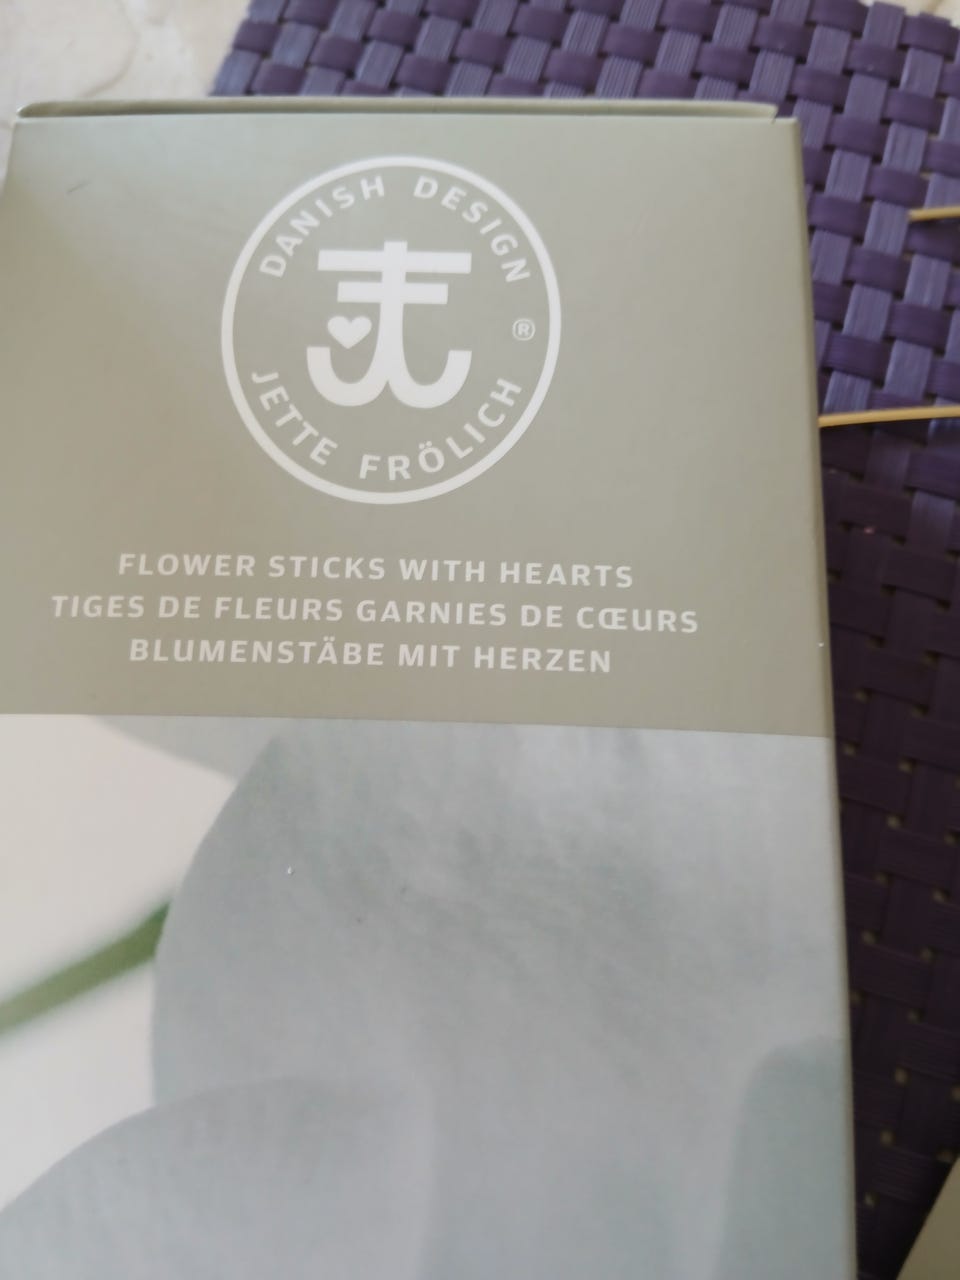 DANISH DESIGN
®
JETTE FRÖLICH
FLOWER STICKS WITH HEARTS
TIGES DE FLEURS GARNIES DE CŒURS
BLUMENSTÄBE MIT HERZEN